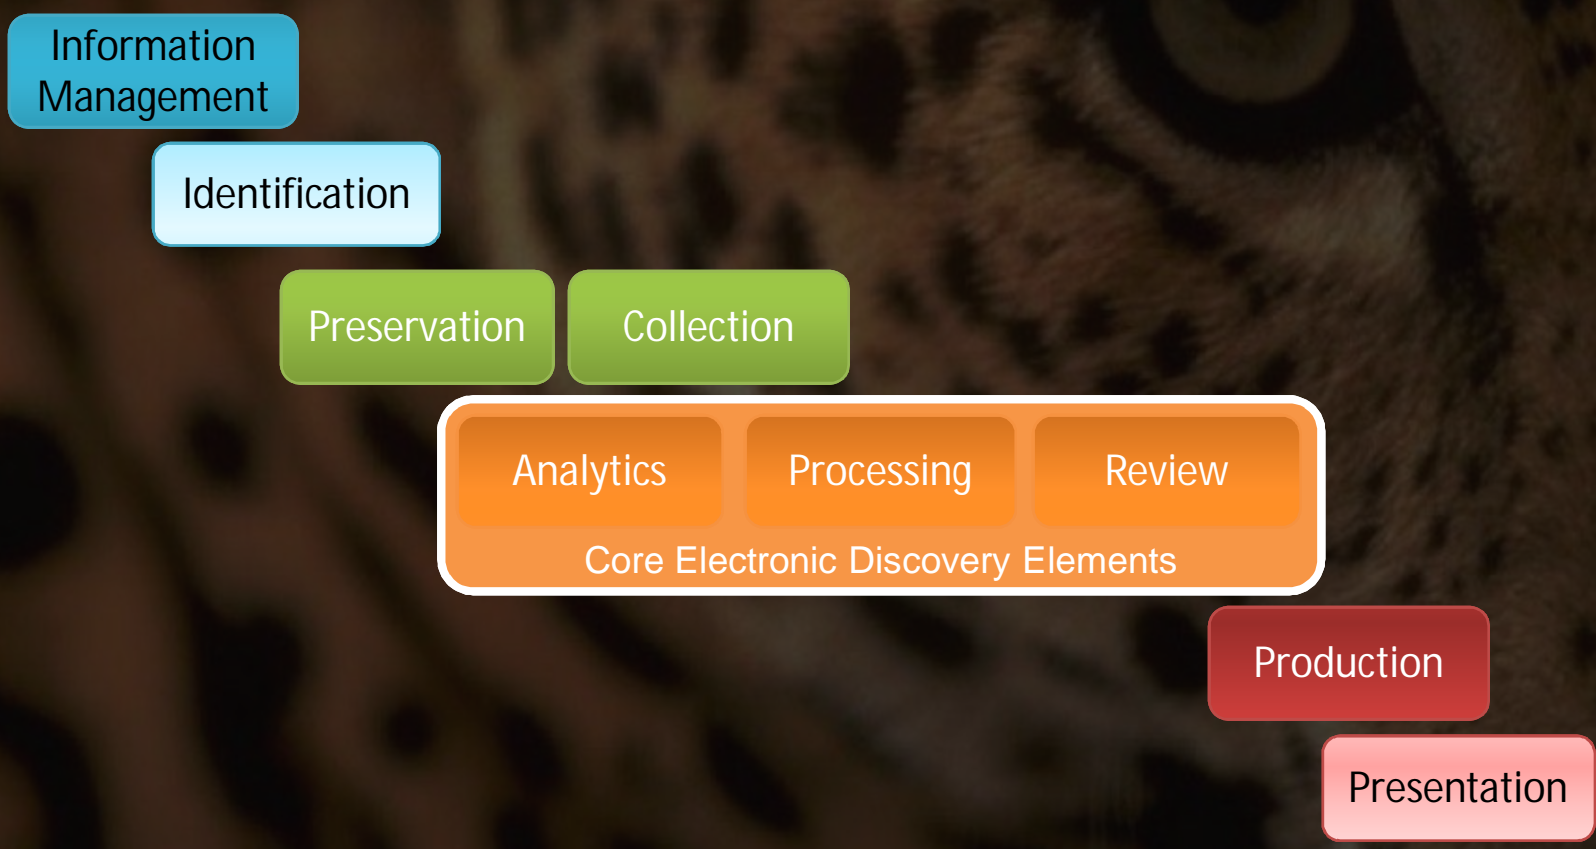 Information
Management
Identification
Preservation
Collection
Analytics
Processing
Review
Core Electronic Discovery Elements
Production
Presentation